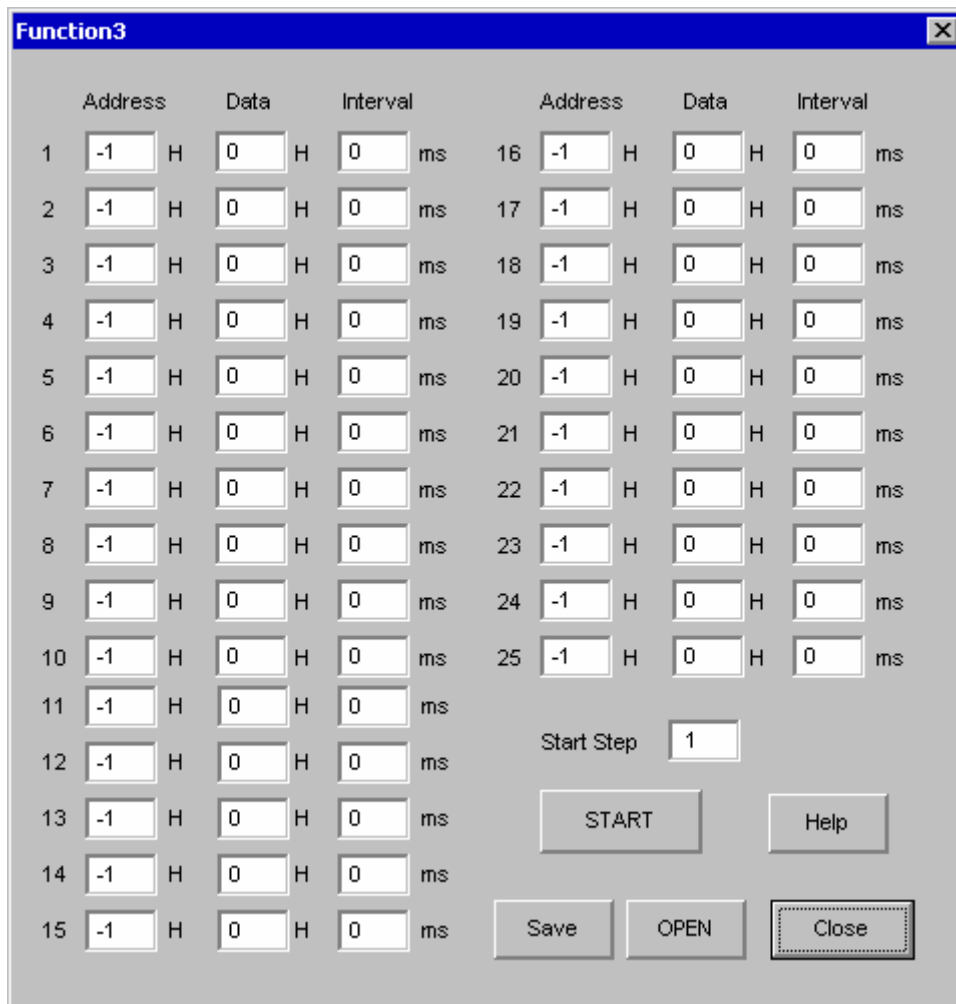 Function3
Address Data Interval Address Data Interval
1 -1 H 0 H 0 ms 16 -1 H 0 H 0 ms
2 -1 H 0 H 0 ms 17 -1 H 0 H 0 ms
3 -1 H 0 H 0 ms 18 -1 H 0 H 0 ms
4 -1 H 0 H 0 ms 19 -1 H 0 H 0 ms
5 -1 H 0 H 0 ms 20 -1 H 0 H 0 ms
6 -1 H 0 H 0 ms 21 -1 H 0 H 0 ms
7 -1 H 0 H 0 ms 22 -1 H 0 H 0 ms
8 -1 H 0 H 0 ms 23 -1 H 0 H 0 ms
9 -1 H 0 H 0 ms 24 -1 H 0 H 0 ms
10 -1 H 0 H 0 ms 25 -1 H 0 H 0 ms
11 -1 H 0 H 0 ms
12 -1 H 0 H 0 ms Start Step 1
13 -1 H 0 H 0 ms START Help
14 -1 H 0 H 0 ms
15 -1 H 0 H 0 ms Save OPEN Close